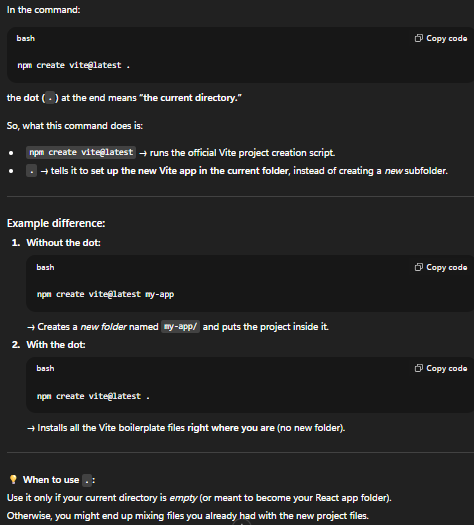 In the command:
bash
Copy code
npm create vite@latest .
the dot (.) at the end means "the current directory."
So, what this command does is:
• npm create vite@latest → runs the official Vite project creation script.
• . → tells it to set up the new Vite app in the current folder, instead of creating a new subfolder.
Example difference:
1. Without the dot:
bash
Copy code
npm create vite@latest my-app
→ Creates a new folder named my-app/ and puts the project inside it.
2. With the dot:
bash
Copy code
npm create vite@latest .
→ Installs all the Vite boilerplate files right where you are (no new folder).
💡 When to use .:
Use it only if your current directory is empty (or meant to become your React app folder).
Otherwise, you might end up mixing files you already had with the new project files.